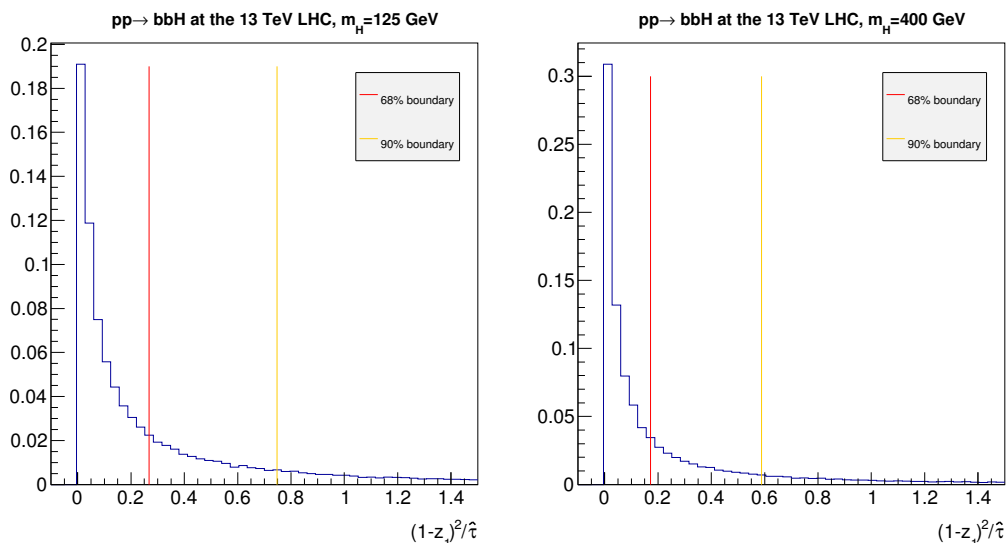 pp→ bbH at the 13 TeV LHC, m_H=125 GeV
0.2
0.18
0.16
0.14
0.12
0.1
0.08
0.06
0.04
0.02
0
68% boundary
90% boundary
0 0.2 0.4 0.6 0.8 1 1.2 1.4
(1-z₁)²/τ̂
pp→ bbH at the 13 TeV LHC, m_H=400 GeV
0.3
0.25
0.2
0.15
0.1
0.05
0
68% boundary
90% boundary
0 0.2 0.4 0.6 0.8 1 1.2 1.4
(1-z₁)²/τ̂